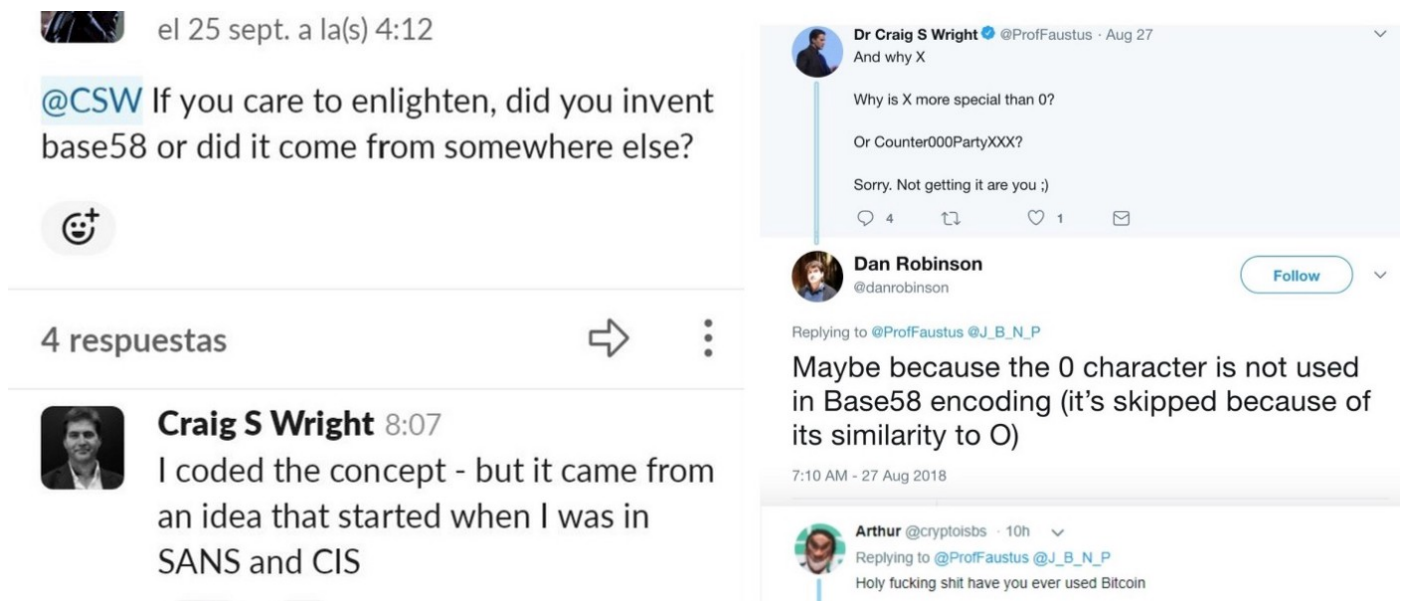 el 25 sept. a la(s) 4:12
@CSW If you care to enlighten, did you invent
base58 or did it come from somewhere else?
4 respuestas
Craig S Wright 8:07
I coded the concept - but it came from
an idea that started when I was in
SANS and CIS
Dr Craig S Wright @ProfFaustus · Aug 27
And why X
Why is X more special than 0?
Or Counter000PartyXXX?
Sorry. Not getting it are you ;)
4 1
Dan Robinson
@danrobinson
Follow
Replying to @ProfFaustus @J_B_N_P
Maybe because the 0 character is not used
in Base58 encoding (it's skipped because of
its similarity to O)
7:10 AM - 27 Aug 2018
Arthur @cryptoisbs · 10h
Replying to @ProfFaustus @J_B_N_P
Holy fucking shit have you ever used Bitcoin